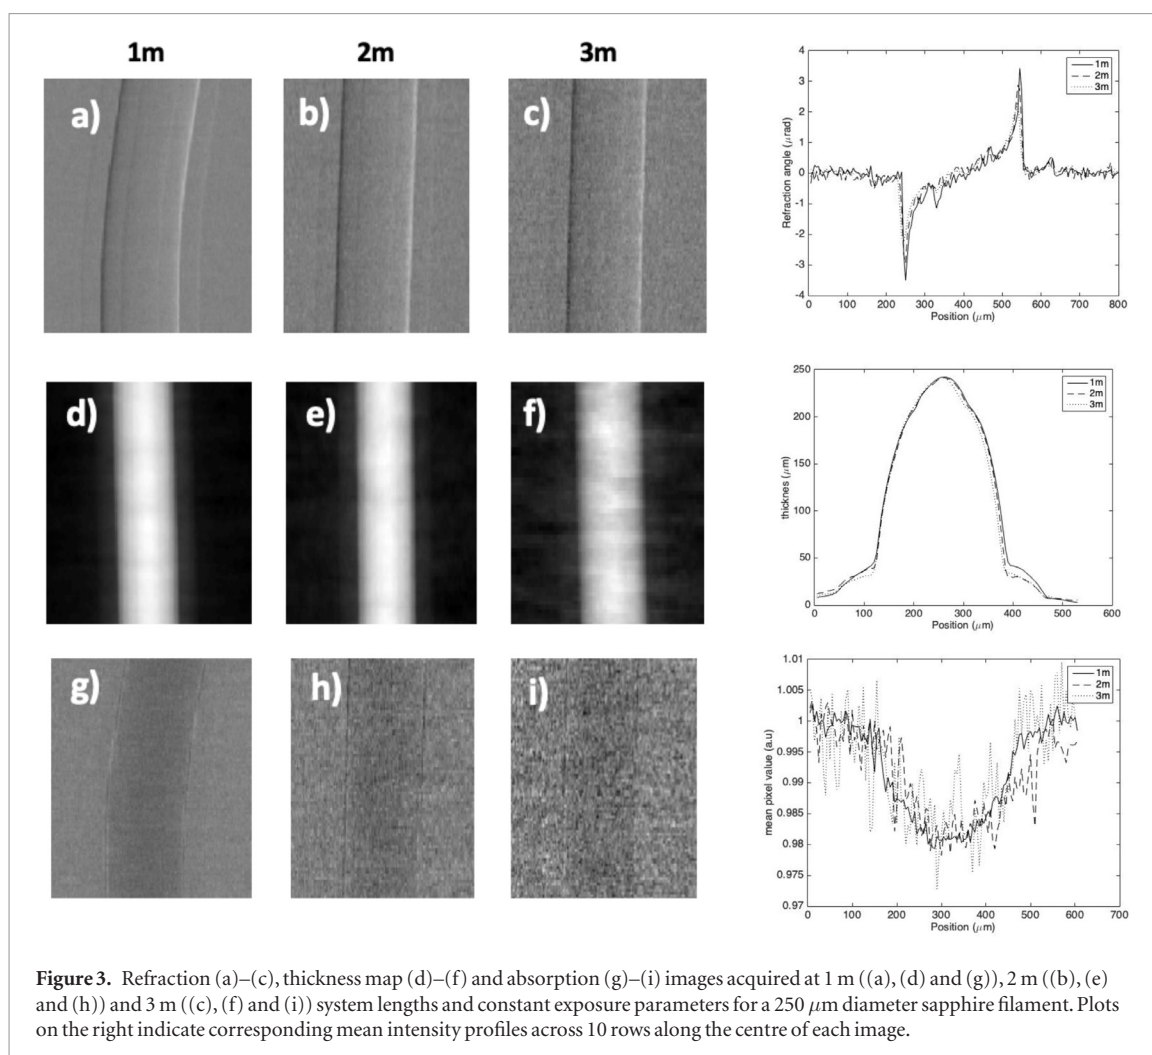 1m
2m
3m
a)
b)
c)
4
3
2
1
0
-1
-2
-3
-4
Refraction angle (μrad)
1m
2m
3m
0 100 200 300 400 500 600 700 800
Position (μm)
d)
e)
f)
250
200
150
100
50
0
thicknes (μm)
1m
2m
3m
0 100 200 300 400 500 600
Position (μm)
g)
h)
i)
1.01
1.005
1
0.995
0.99
0.985
0.98
0.975
0.97
mean pixel value (a.u)
1m
2m
3m
0 100 200 300 400 500 600 700
Position (μm)
Figure 3. Refraction (a)–(c), thickness map (d)–(f) and absorption (g)–(i) images acquired at 1 m ((a), (d) and (g)), 2 m ((b), (e)
and (h)) and 3 m ((c), (f) and (i)) system lengths and constant exposure parameters for a 250 μm diameter sapphire filament. Plots
on the right indicate corresponding mean intensity profiles across 10 rows along the centre of each image.